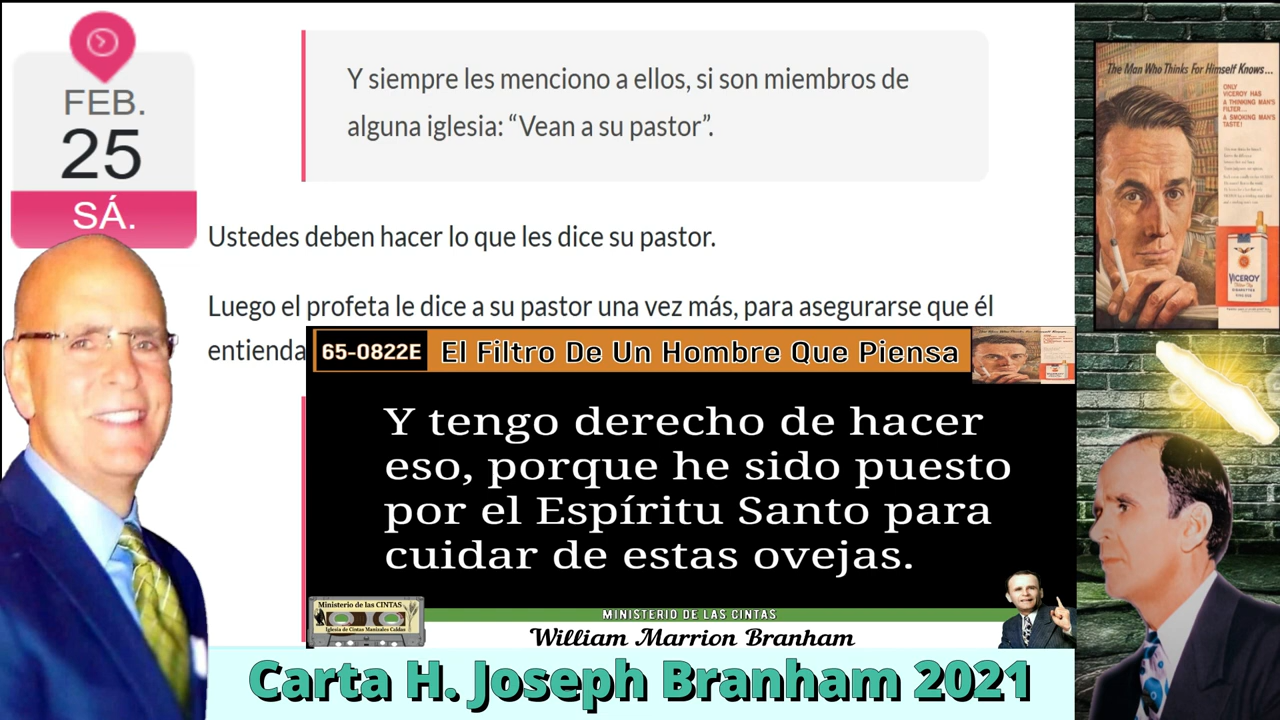 FEB.
25
SÁ.
Y siempre les menciono a ellos, si son miembros de
alguna iglesia: “Vean a su pastor”.
Ustedes deben hacer lo que les dice su pastor.
Luego el profeta le dice a su pastor una vez más, para asegurarse que él
entienda
65-0822E El Filtro De Un Hombre Que Piensa
Y tengo derecho de hacer
eso, porque he sido puesto
por el Espíritu Santo para
cuidar de estas ovejas.
Ministerio de las CINTAS
Iglesia de Cintas Manizales Caldas
MINISTERIO DE LAS CINTAS
William Marrion Branham
Carta H. Joseph Branham 2021
The Man Who Thinks For Himself Knows...
ONLY
VICEROY HAS
A THINKING MAN'S
FILTER...
A SMOKING MAN'S
TASTE!
VICEROY